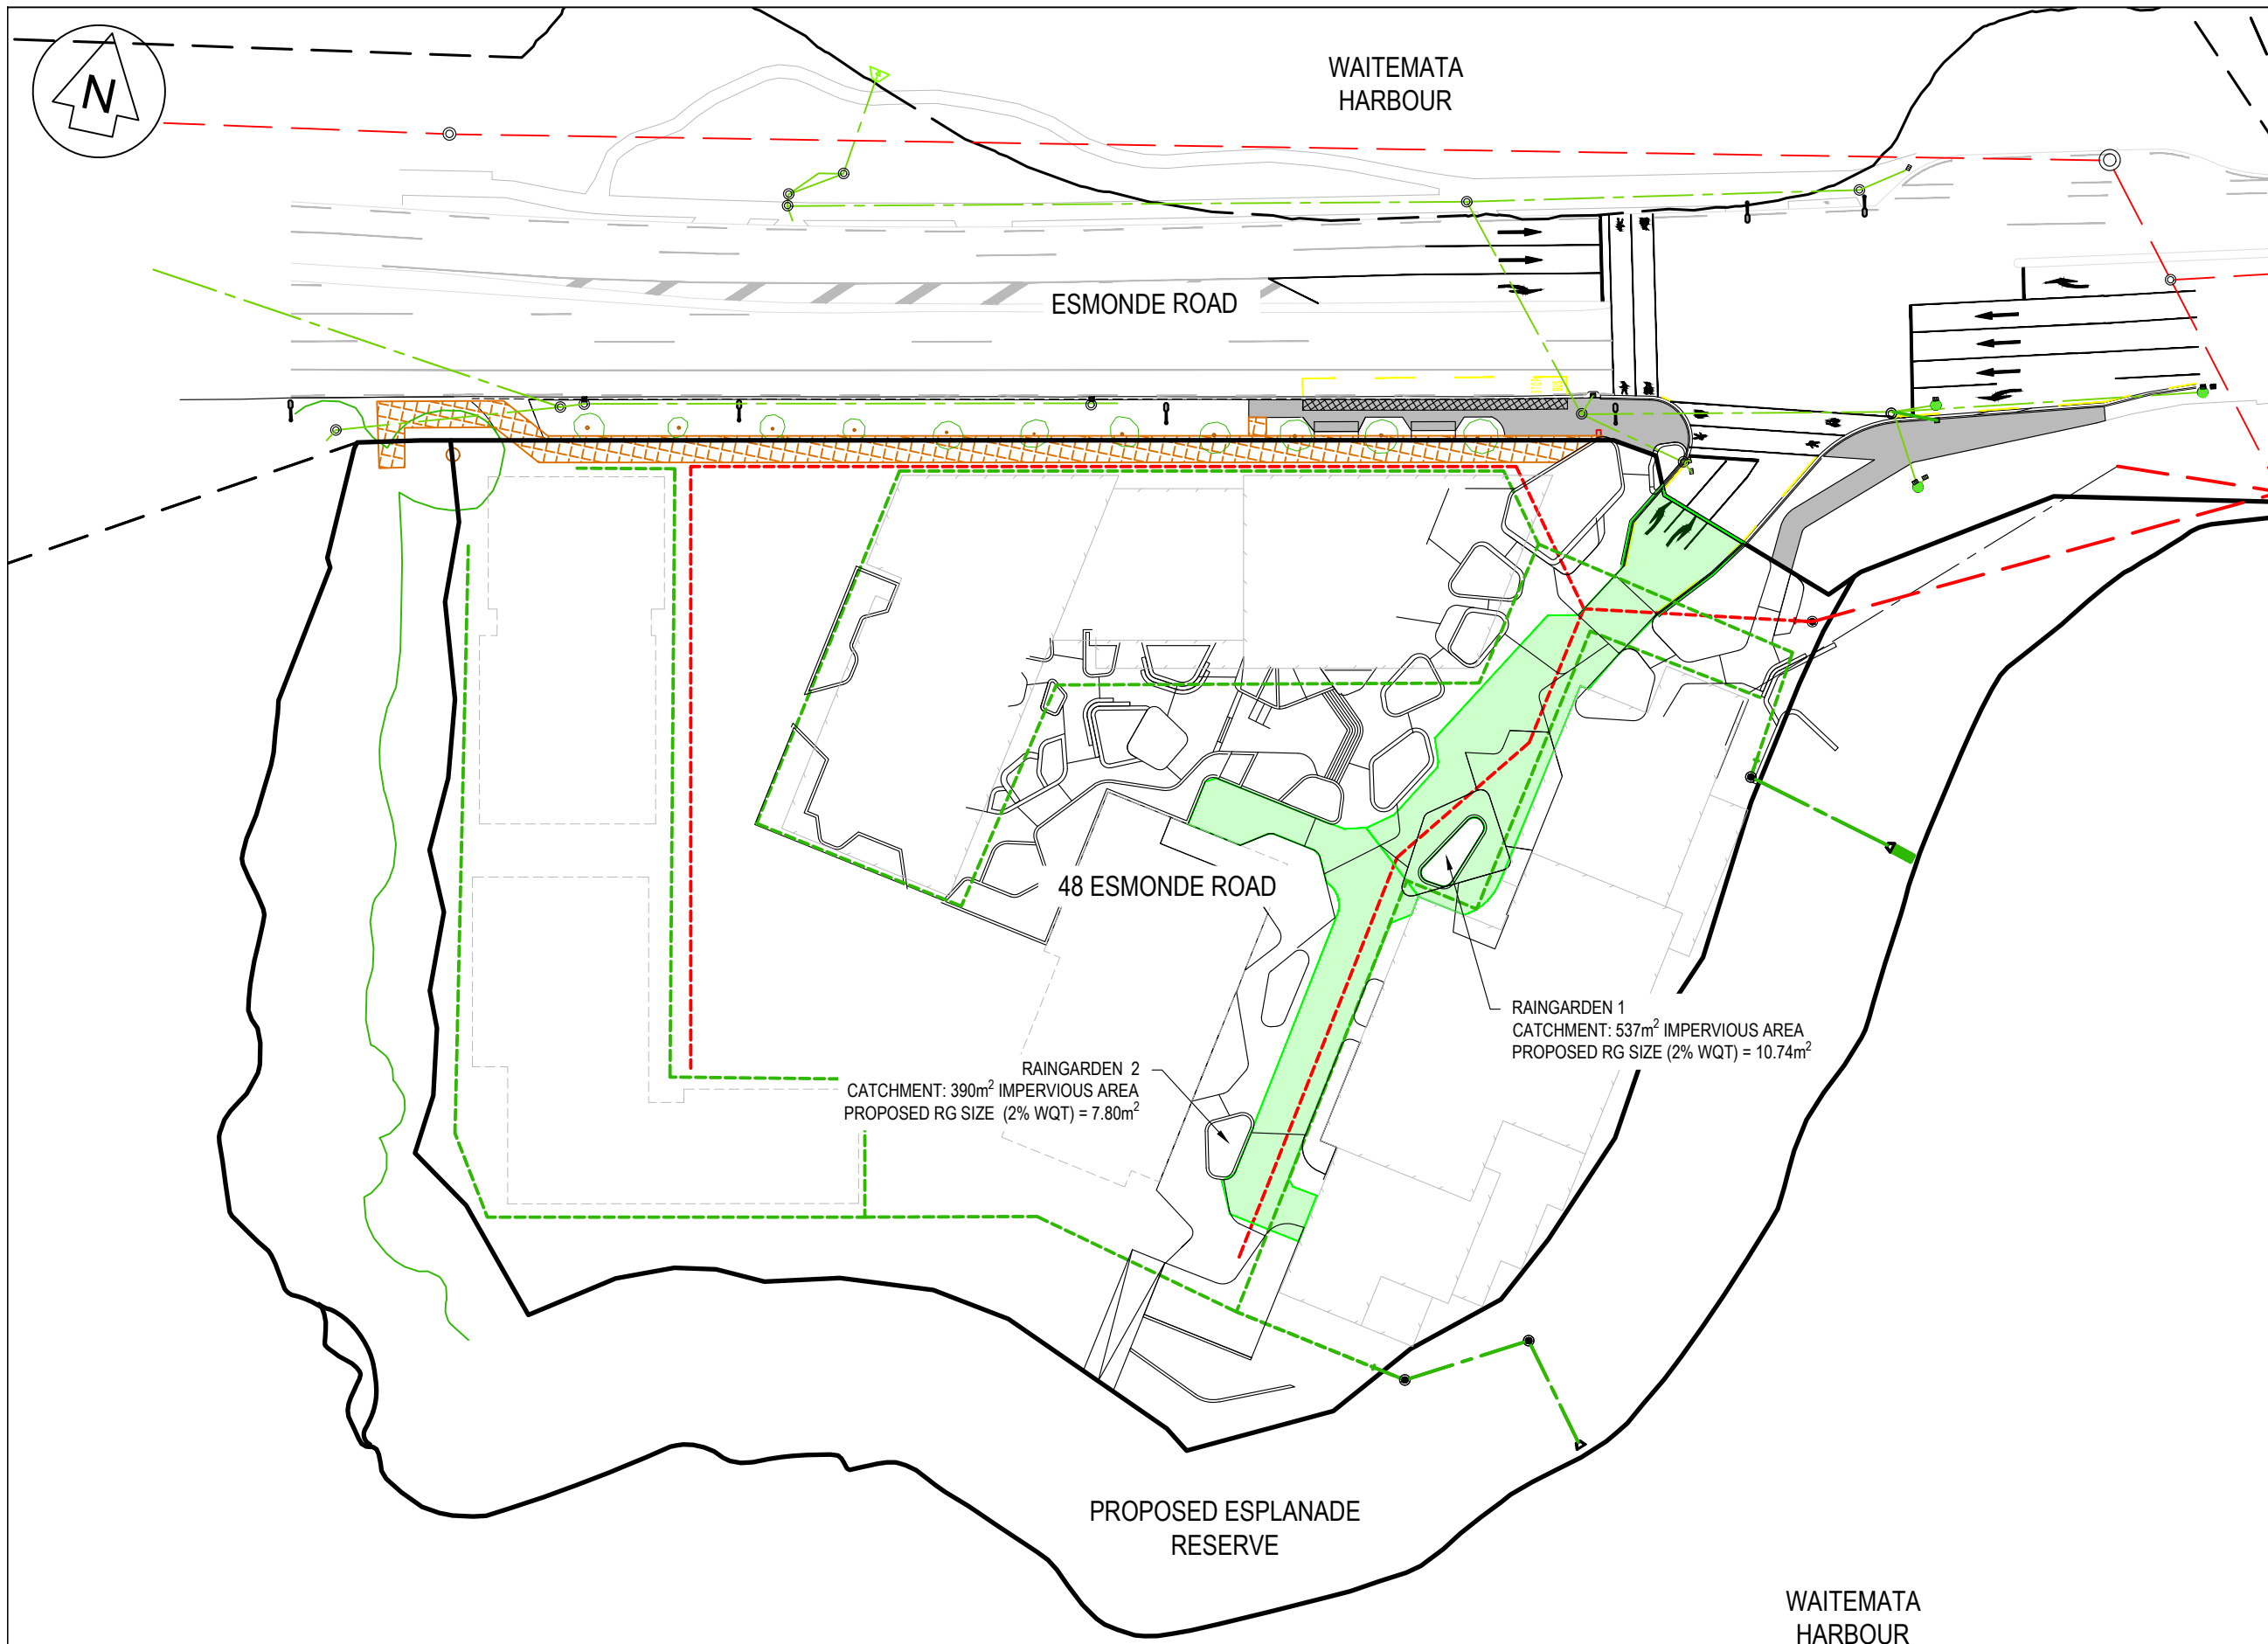 N
WAITEMATA
HARBOUR
ESMONDE ROAD
48 ESMONDE ROAD
RAINGARDEN 1
CATCHMENT: 537m² IMPERVIOUS AREA
PROPOSED RG SIZE (2% WQT) = 10.74m²
RAINGARDEN 2
CATCHMENT: 390m² IMPERVIOUS AREA
PROPOSED RG SIZE (2% WQT) = 7.80m²
PROPOSED ESPLANADE
RESERVE
WAITEMATA
HARBOUR